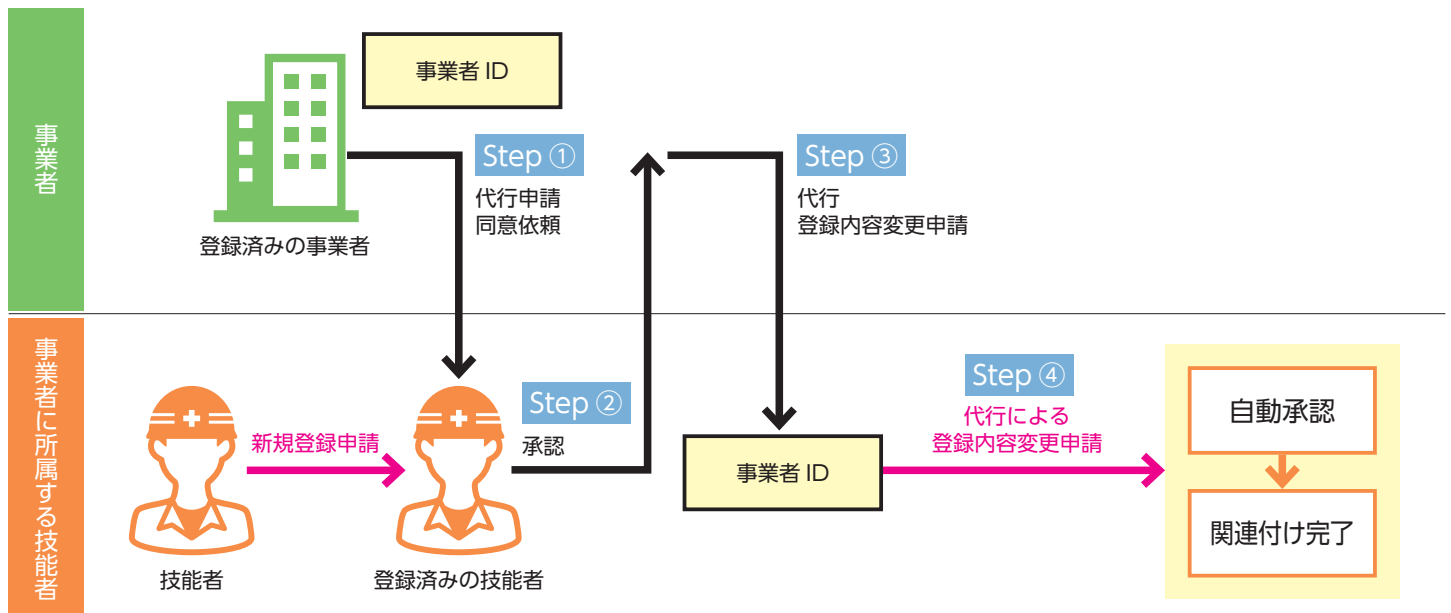 事業者
事業者 ID
登録済みの事業者
Step ①
代行申請
同意依頼
Step ③
代行
登録内容変更申請
事業者に所属する技能者
技能者
新規登録申請
登録済みの技能者
Step ②
承認
事業者 ID
Step ④
代行による
登録内容変更申請
自動承認
関連付け完了